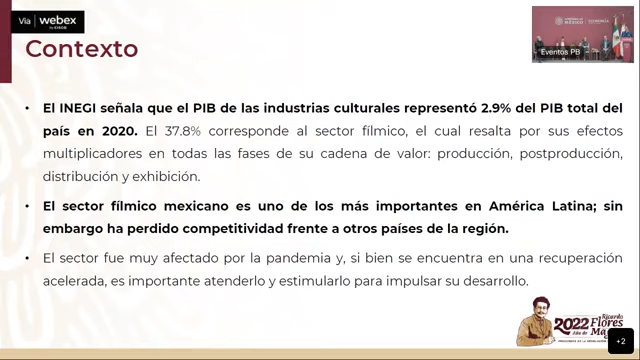 Via webex
by CISCO
Contexto
Eventos PB
• El INEGI señala que el PIB de las industrias culturales representó 2.9% del PIB total del
país en 2020. El 37.8% corresponde al sector fílmico, el cual resalta por sus efectos
multiplicadores en todas las fases de su cadena de valor: producción, postproducción,
distribución y exhibición.
• El sector fílmico mexicano es uno de los más importantes en América Latina; sin
embargo ha perdido competitividad frente a otros países de la región.
• El sector fue muy afectado por la pandemia y, si bien se encuentra en una recuperación
acelerada, es importante atenderlo y estimularlo para impulsar su desarrollo.
2022 Ricardo
Flores
Año de
+2